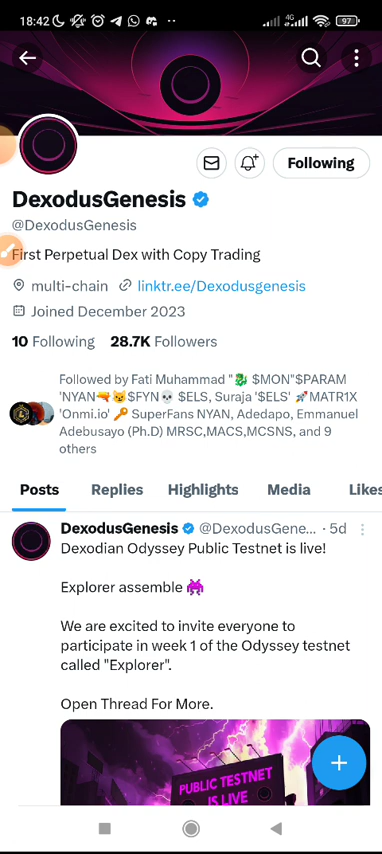 18:42
4G
97
Following
DexodusGenesis
@DexodusGenesis
First Perpetual Dex with Copy Trading
multi-chain linktr.ee/Dexodusgenesis
Joined December 2023
10 Following 28.7K Followers
Followed by Fati Muhammad "🐉 $MON"$PARAM
'NYAN🔫😼$FYN💀 $ELS, Suraja '$ELS' 🚀MATR1X
'Onmi.io' 🔑 SuperFans NYAN, Adedapo, Emmanuel
Adebusayo (Ph.D) MRSC,MACS,MCSNS, and 9
others
Posts Replies Highlights Media Likes
DexodusGenesis @DexodusGene... · 5d
Dexodian Odyssey Public Testnet is live!
Explorer assemble 👾
We are excited to invite everyone to
participate in week 1 of the Odyssey testnet
called "Explorer".
Open Thread For More.
PUBLIC TESTNET
IS LIVE